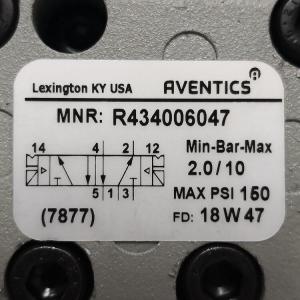 Lexington KY USA AVENTICS®
MNR: R434006047
14 4 2 12 Min-Bar-Max
2.0 / 10
5 1 3 MAX PSI 150
(7877) FD: 18 W 47